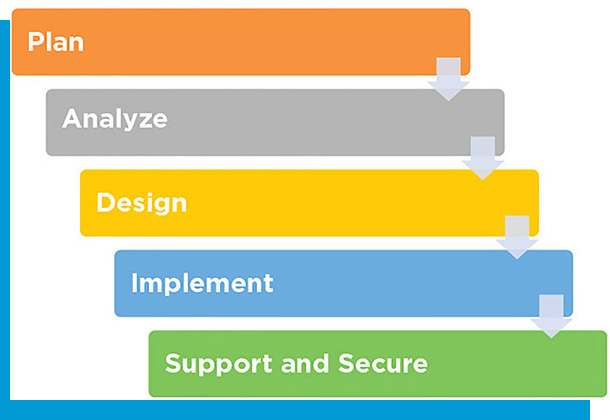 Plan
Analyze
Design
Implement
Support and Secure